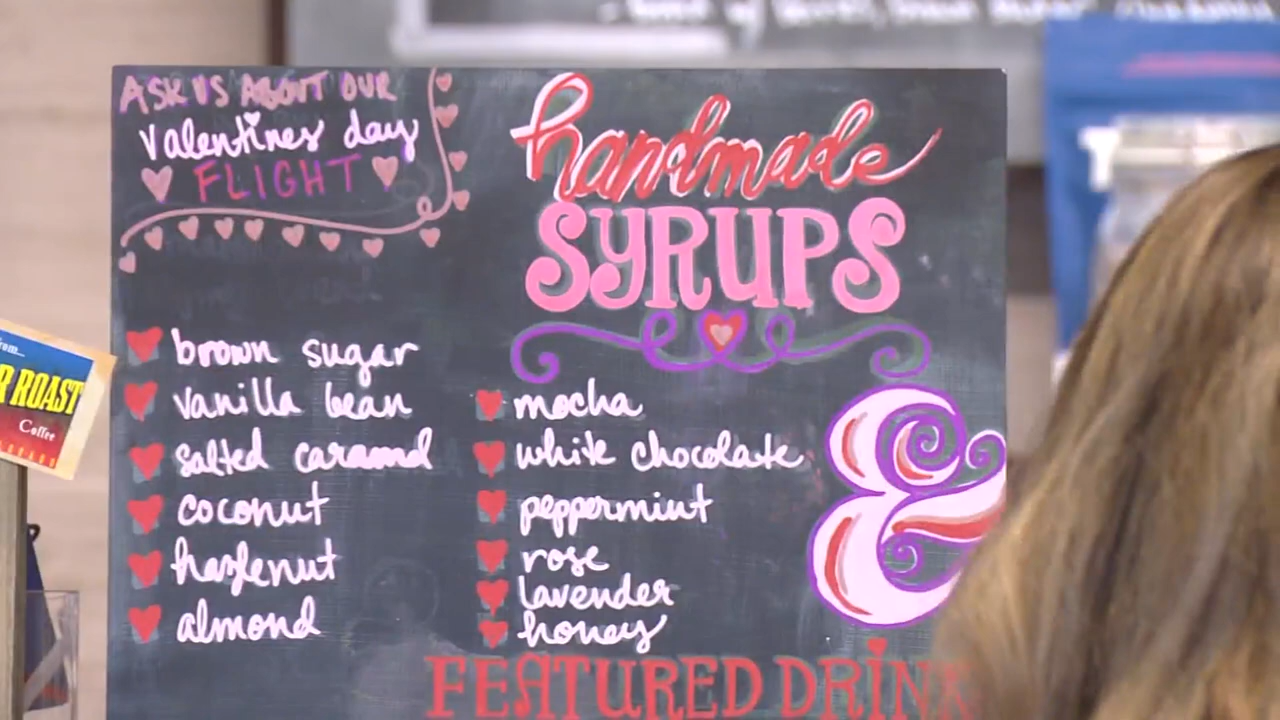 ASK US ABOUT OUR
valentines day
FLIGHT
handmade
SYRUPS
brown sugar
vanilla bean
salted caramel
coconut
hazlenut
almond
mocha
white chocolate
peppermint
rose
lavender
honey
&
FEATURED DRINK
from...
R ROAST
Coffee